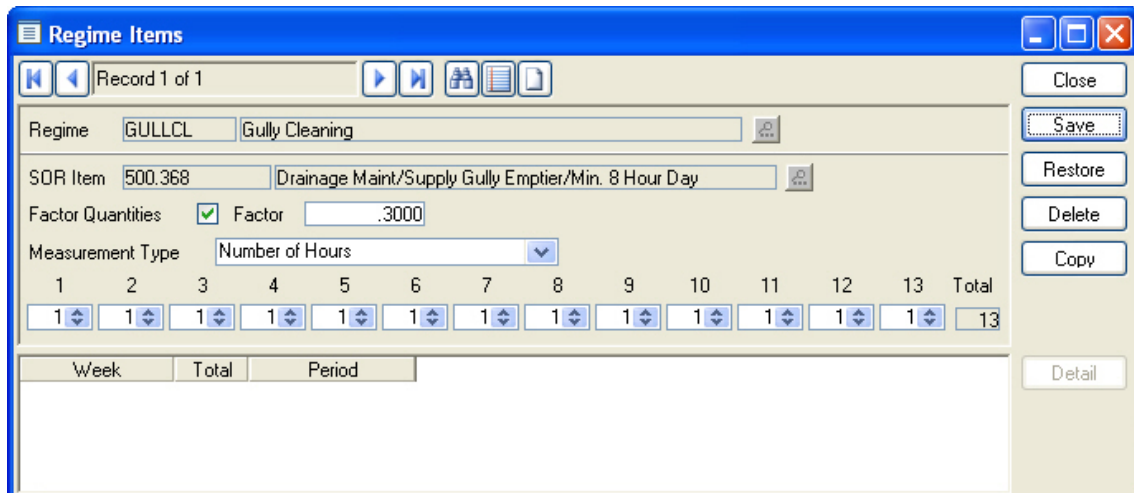 Regime Items
Record 1 of 1
Close
Regime GULLCL Gully Cleaning
Save
SOR Item 500.368 Drainage Maint/Supply Gully Emptier/Min. 8 Hour Day
Restore
Factor Quantities Factor .3000
Delete
Measurement Type Number of Hours
Copy
1 2 3 4 5 6 7 8 9 10 11 12 13 Total
1 1 1 1 1 1 1 1 1 1 1 1 1 13
Week Total Period
Detail